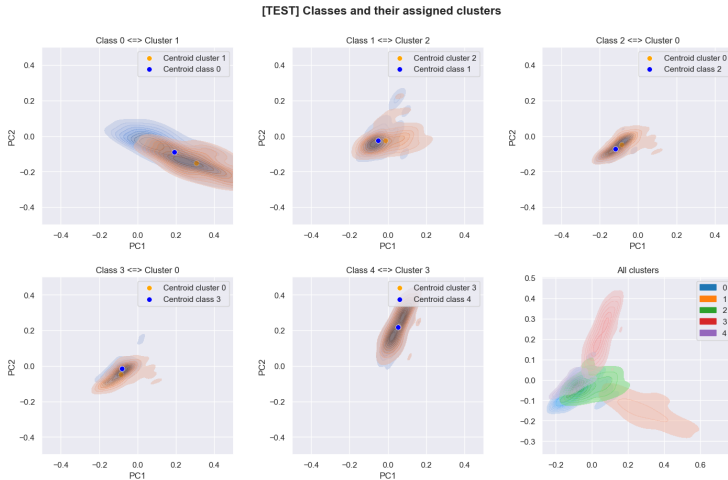 [TEST] Classes and their assigned clusters
Class 0 <=> Cluster 1
Centroid cluster 1
Centroid class 0
0.4
0.2
0.0
−0.2
−0.4
PC2
−0.4 −0.2 0.0 0.2 0.4
PC1
Class 1 <=> Cluster 2
Centroid cluster 2
Centroid class 1
0.4
0.2
0.0
−0.2
−0.4
PC2
−0.4 −0.2 0.0 0.2 0.4
PC1
Class 2 <=> Cluster 0
Centroid cluster 0
Centroid class 2
0.4
0.2
0.0
−0.2
−0.4
PC2
−0.4 −0.2 0.0 0.2 0.4
PC1
Class 3 <=> Cluster 0
Centroid cluster 0
Centroid class 3
0.4
0.2
0.0
−0.2
−0.4
PC2
−0.4 −0.2 0.0 0.2 0.4
PC1
Class 4 <=> Cluster 3
Centroid cluster 3
Centroid class 4
0.4
0.2
0.0
−0.2
−0.4
PC2
−0.4 −0.2 0.0 0.2 0.4
PC1
All clusters
0
1
2
3
4
0.5
0.4
0.3
0.2
0.1
0.0
−0.1
−0.2
−0.3
−0.2 0.0 0.2 0.4 0.6